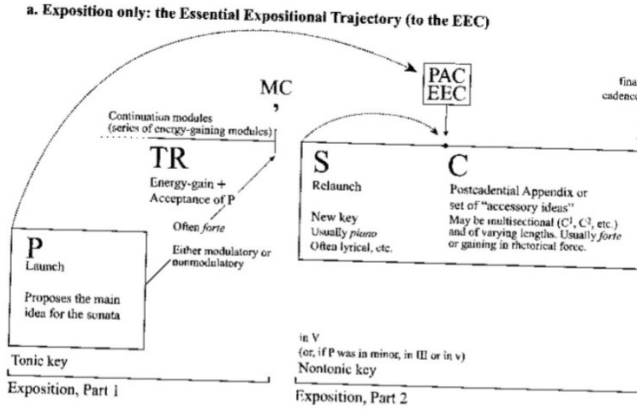 a. Exposition only: the Essential Expositional Trajectory (to the EEC)
PAC
EEC
fina
cadence
MC
,
Continuation modules
(series of energy-gaining modules)
TR
Energy-gain +
Acceptance of P
Often forte
Either modulatory or
nonmodulatory
P
Launch
Proposes the main
idea for the sonata
S
Relaunch
New key
Usually piano
Often lyrical, etc.
C
Postcadential Appendix or
set of "accessory ideas"
May be multisectional (C¹, C², etc.)
and of varying lengths. Usually forte
or gaining in rhetorical force.
Tonic key
Exposition, Part 1
in V
(or, if P was in minor, in III or in v)
Nontonic key
Exposition, Part 2